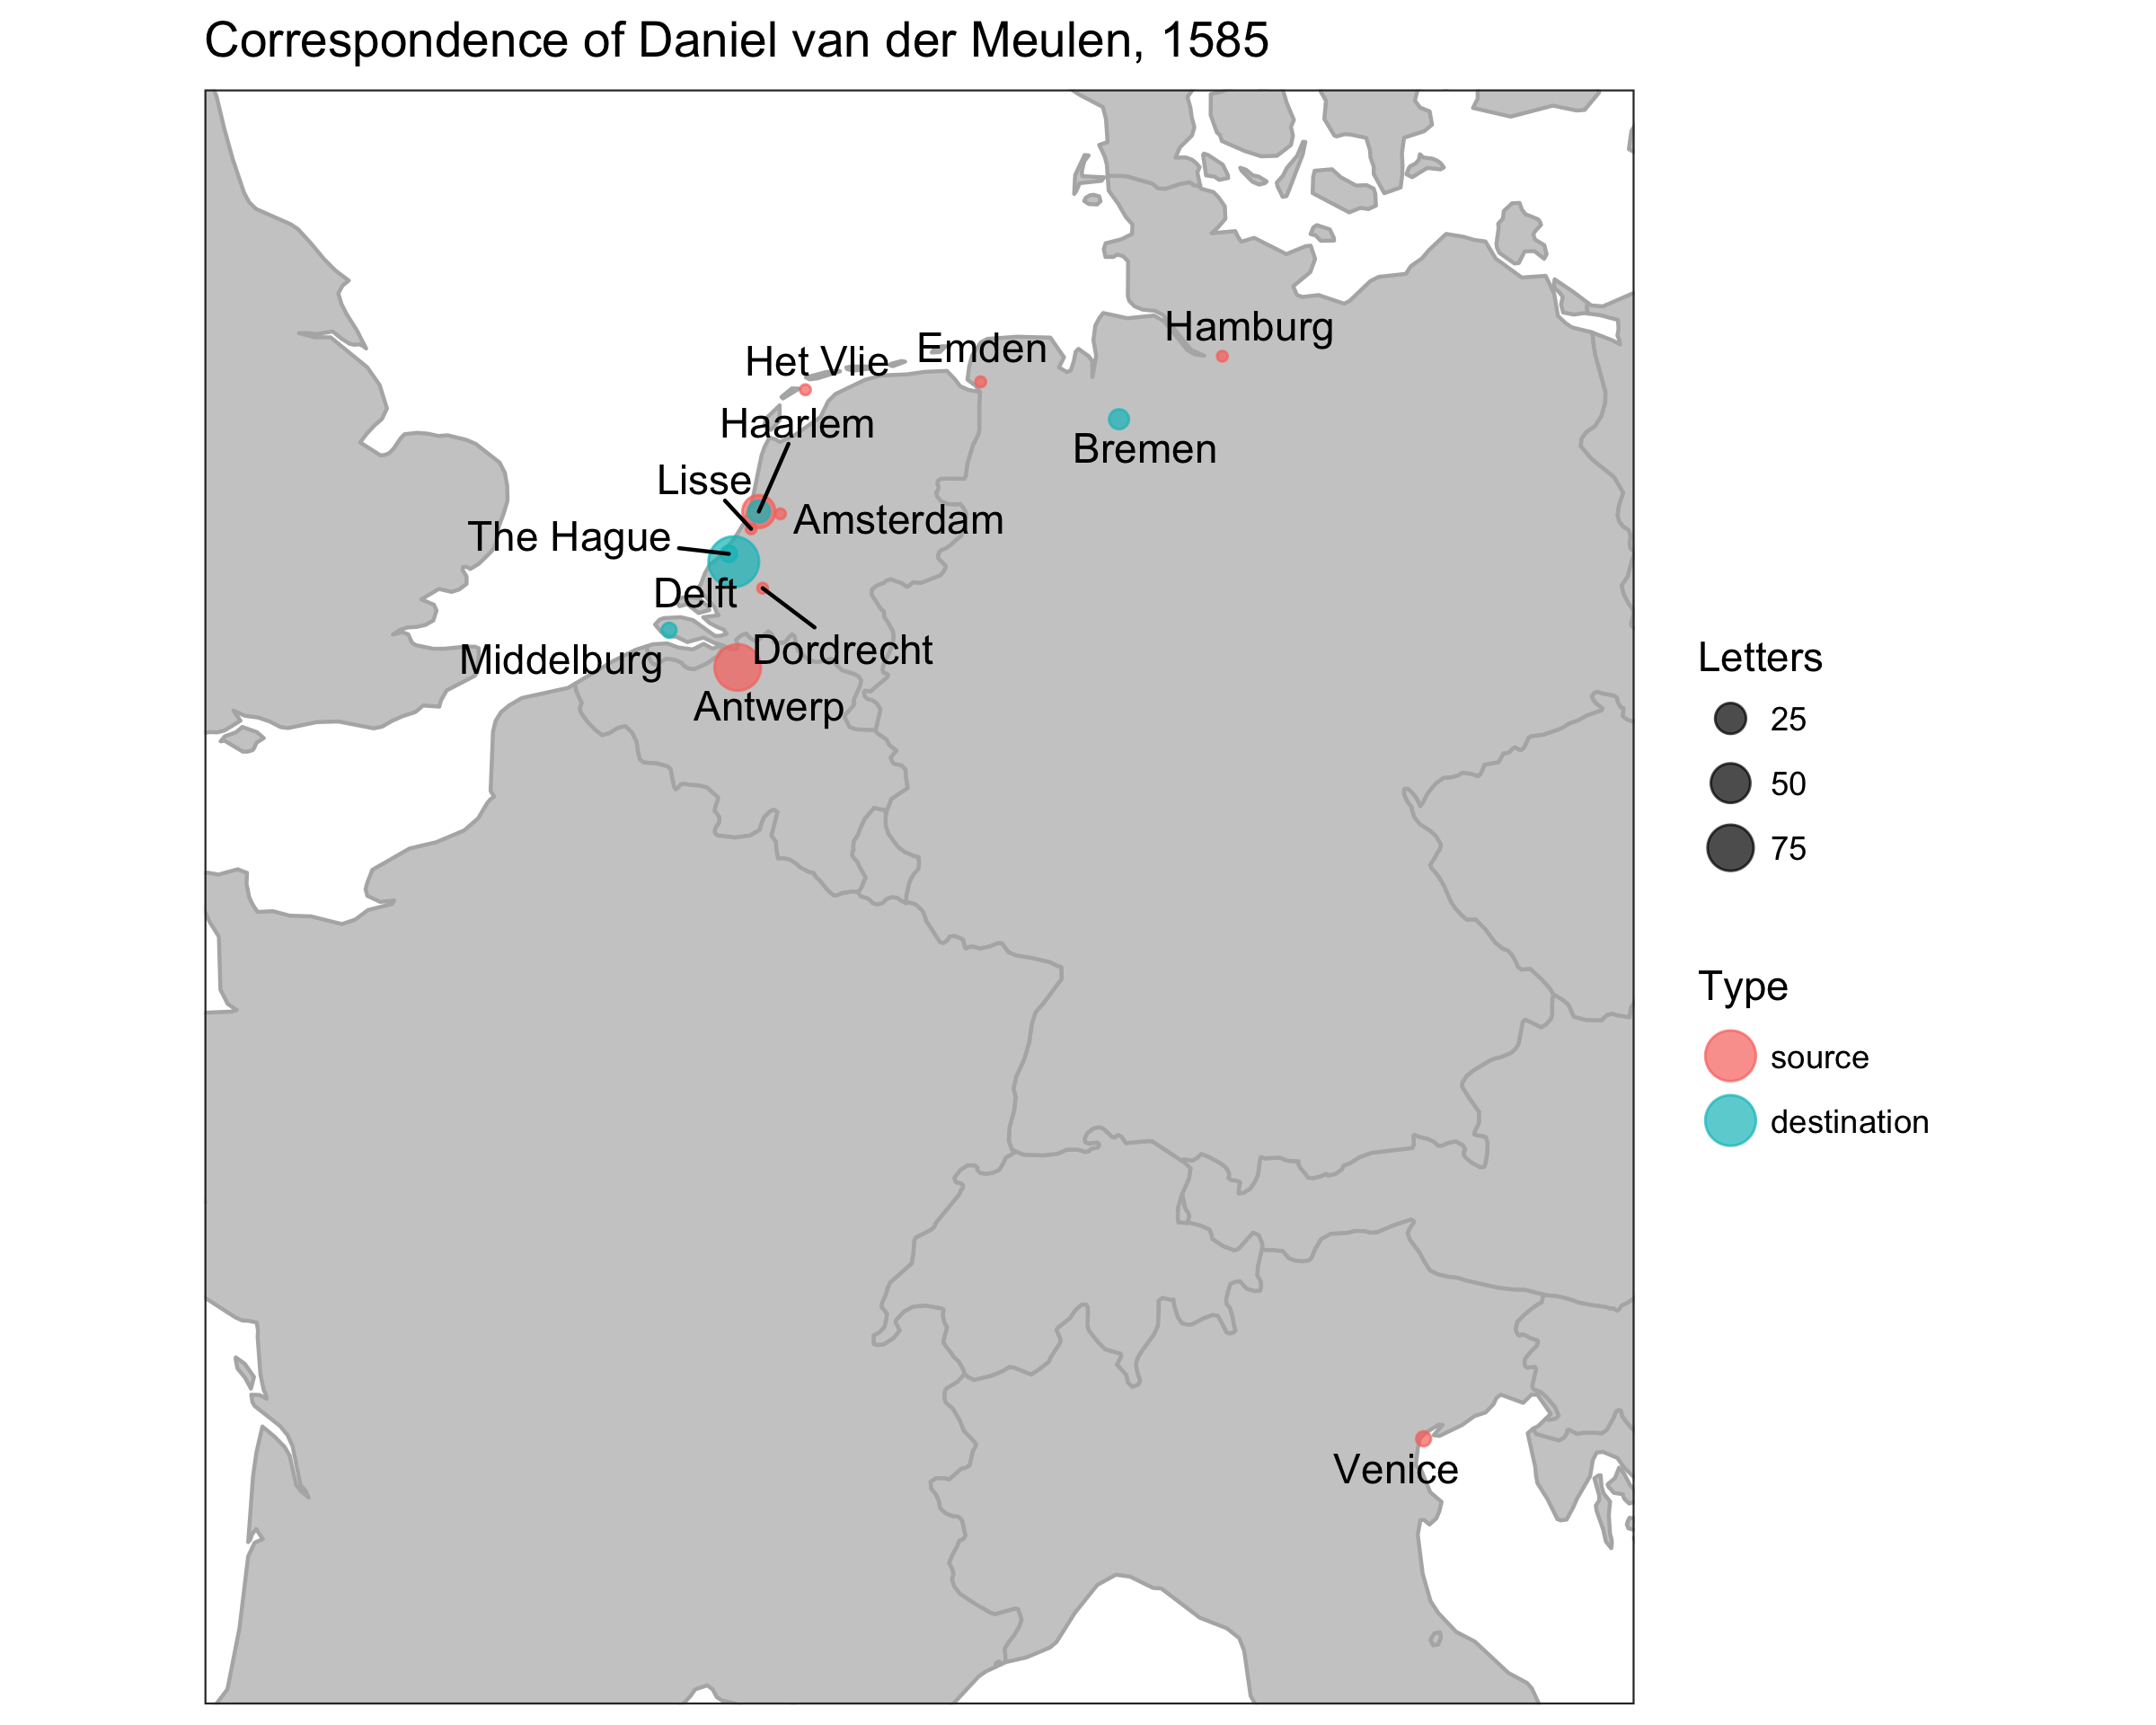 Correspondence of Daniel van der Meulen, 1585
Hamburg
Het Vlie
Emden
Haarlem
Bremen
Lisse
Amsterdam
The Hague
Delft
Dordrecht
Middelburg
Antwerp
Venice
Letters
25
50
75
Type
source
destination